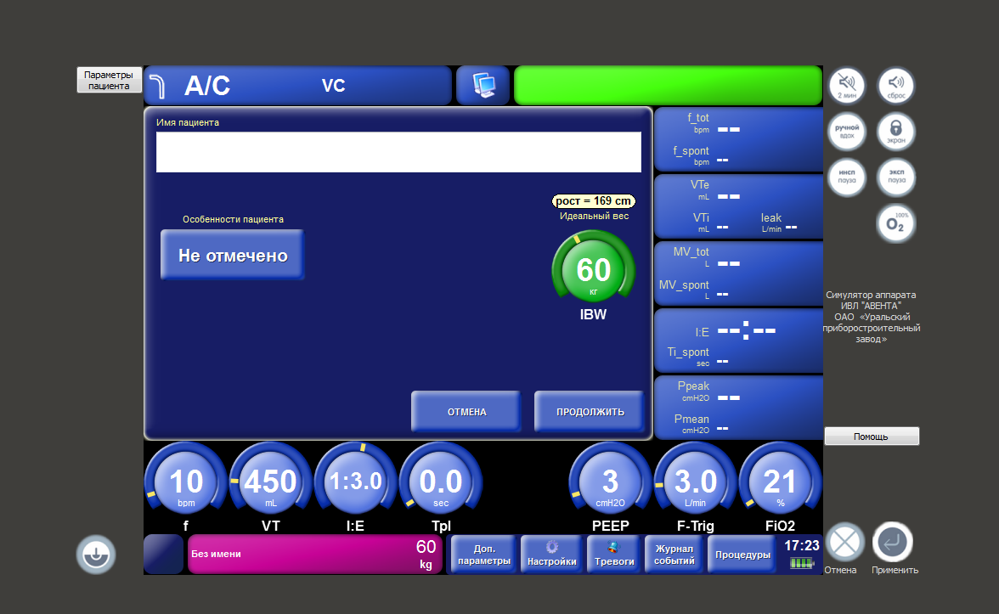 Параметры
пациента
A/C
VC
2 мин
сброс
Имя пациента
f_tot
bpm
--
f_spont
bpm
--
ручной
вдох
экран
VTe
mL
--
VTi
mL
--
leak
L/min
--
инсп
пауза
эксп
пауза
100%
O2
рост = 169 cm
Идеальный вес
Особенности пациента
Не отмечено
60
кг
IBW
MV_tot
L
--
MV_spont
L
--
Симулятор аппарата
ИВЛ "АВЕНТА"
ОАО «Уральский
приборостроительный
завод»
I:E
--:--
Ti_spont
sec
--
Ppeak
cmH2O
--
Pmean
cmH2O
--
ОТМЕНА
ПРОДОЛЖИТЬ
Помощь
10
bpm
f
450
mL
VT
1:3.0
I:E
0.0
sec
Tpl
3
cmH2O
PEEP
3.0
L/min
F-Trig
21
%
FiO2
Без имени
60
kg
Доп.
параметры
Настройки
Тревоги
Журнал
событий
Процедуры
17:23
Отмена
Применить